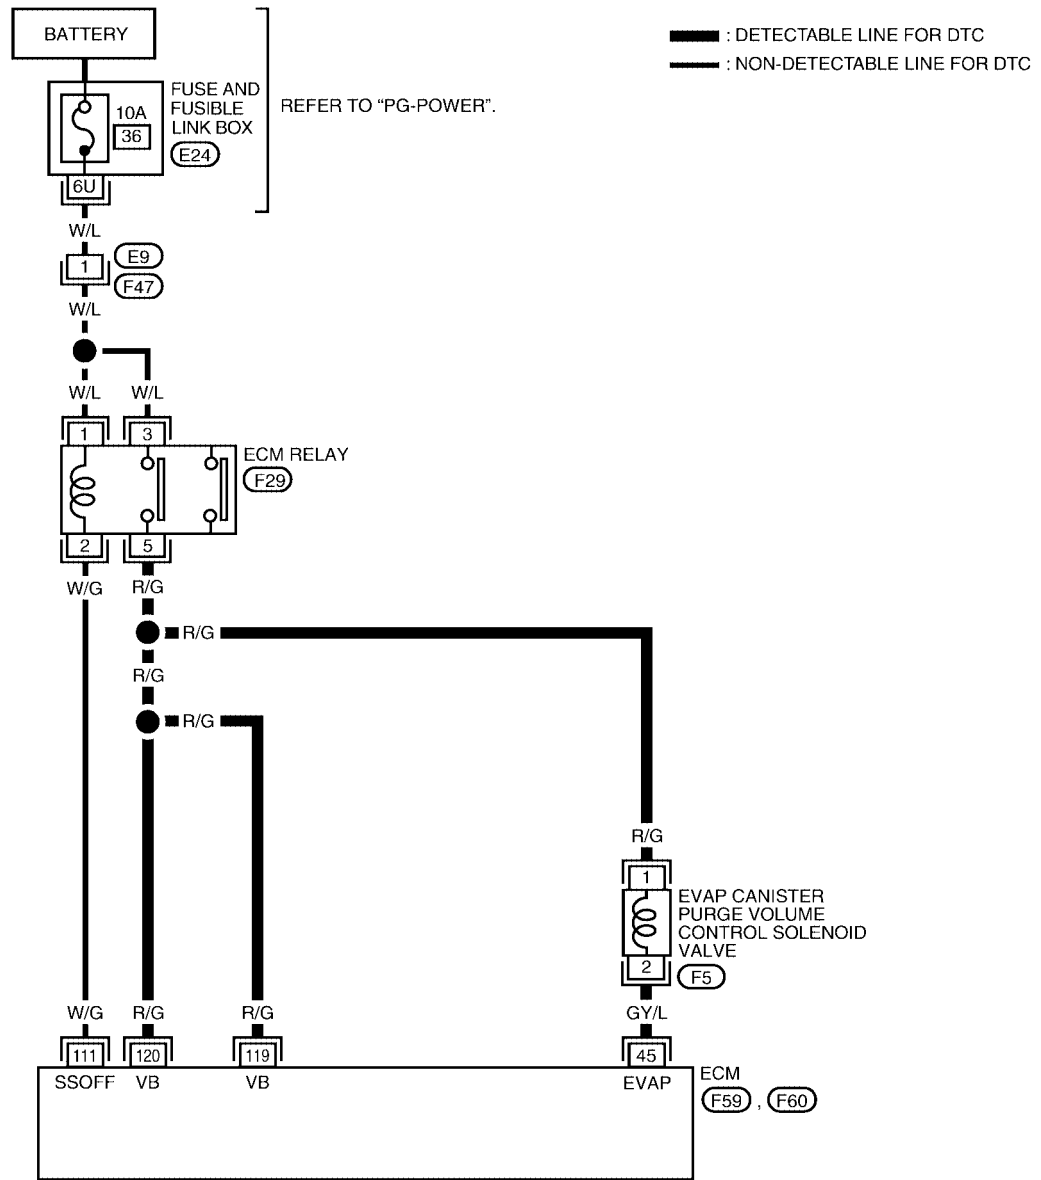 BATTERY
: DETECTABLE LINE FOR DTC
: NON-DETECTABLE LINE FOR DTC
FUSE AND
FUSIBLE
LINK BOX
E24
10A
36
REFER TO “PG-POWER”.
6U
W/L
1
E9
F47
W/L
W/L
W/L
1
3
ECM RELAY
F29
2
5
W/G
R/G
R/G
R/G
R/G
R/G
1
EVAP CANISTER
PURGE VOLUME
CONTROL SOLENOID
VALVE
2
F5
W/G
R/G
R/G
GY/L
111
120
119
45
SSOFF
VB
VB
EVAP
ECM
F59 , F60